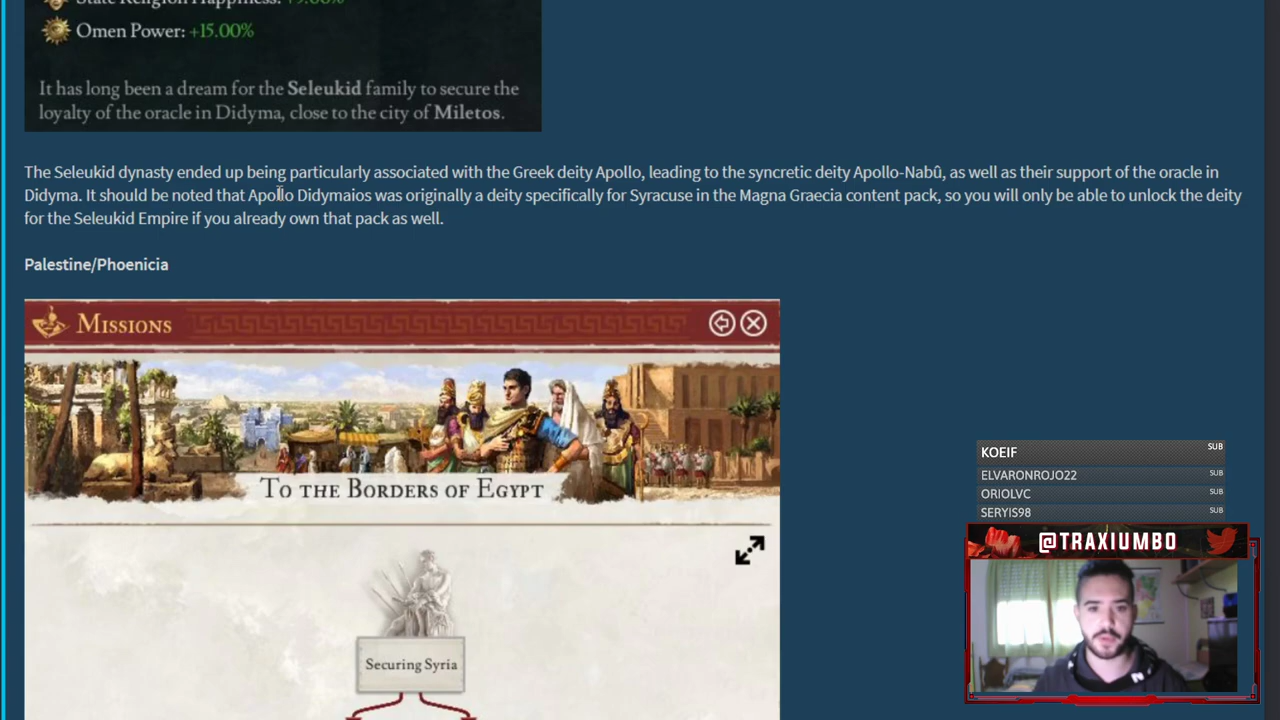 State Religion Happiness: +9.00%
Omen Power: +15.00%
It has long been a dream for the Seleukid family to secure the
loyalty of the oracle in Didyma, close to the city of Miletos.
The Seleukid dynasty ended up being particularly associated with the Greek deity Apollo, leading to the syncretic deity Apollo-Nabû, as well as their support of the oracle in
Didyma. It should be noted that Apollo Didymaios was originally a deity specifically for Syracuse in the Magna Graecia content pack, so you will only be able to unlock the deity
for the Seleukid Empire if you already own that pack as well.
Palestine/Phoenicia
Missions
To the Borders of Egypt
Securing Syria
KOEIF SUB
ELVARONROJO22 SUB
ORIOLVC SUB
SERYIS98 SUB
@TRAXIUMBO